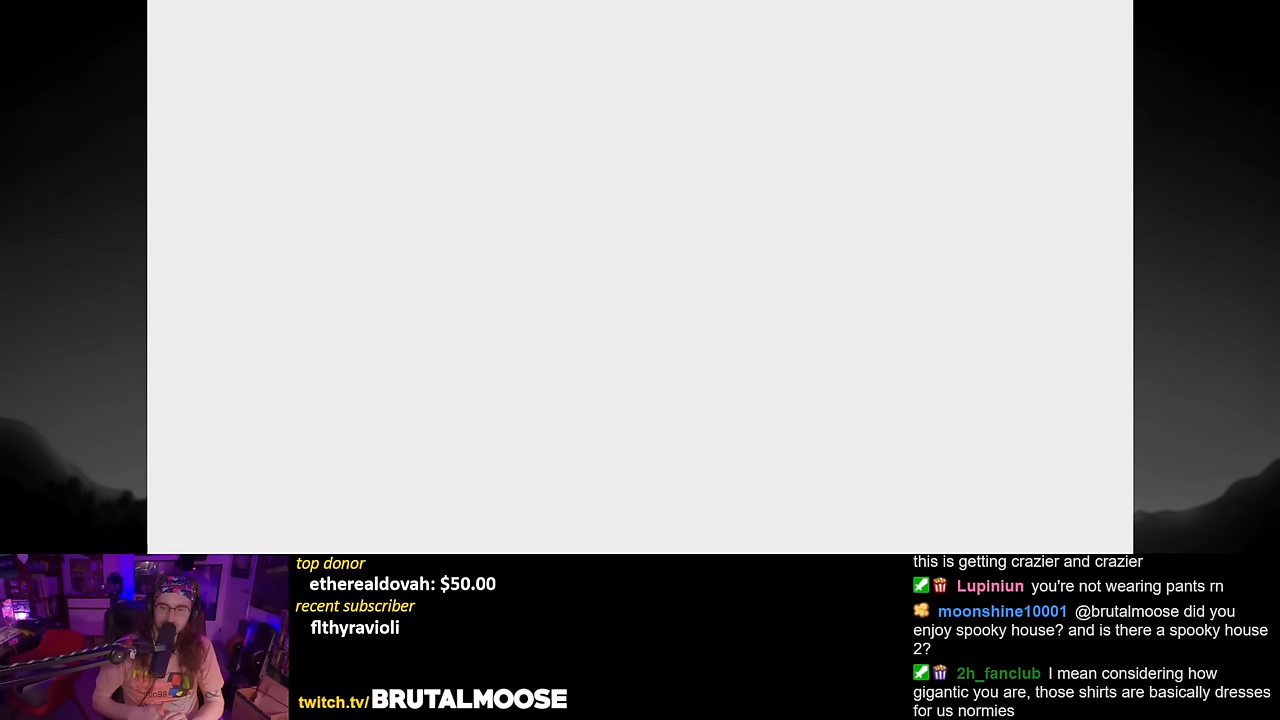 top donor
etherealdovah: $50.00
recent subscriber
flthyravioli
twitch.tv/BRUTALMOOSE
this is getting crazier and crazier
Lupiniun you're not wearing pants rn
moonshine10001 @brutalmoose did you
enjoy spooky house? and is there a spooky house
2?
2h_fanclub I mean considering how
gigantic you are, those shirts are basically dresses
for us normies